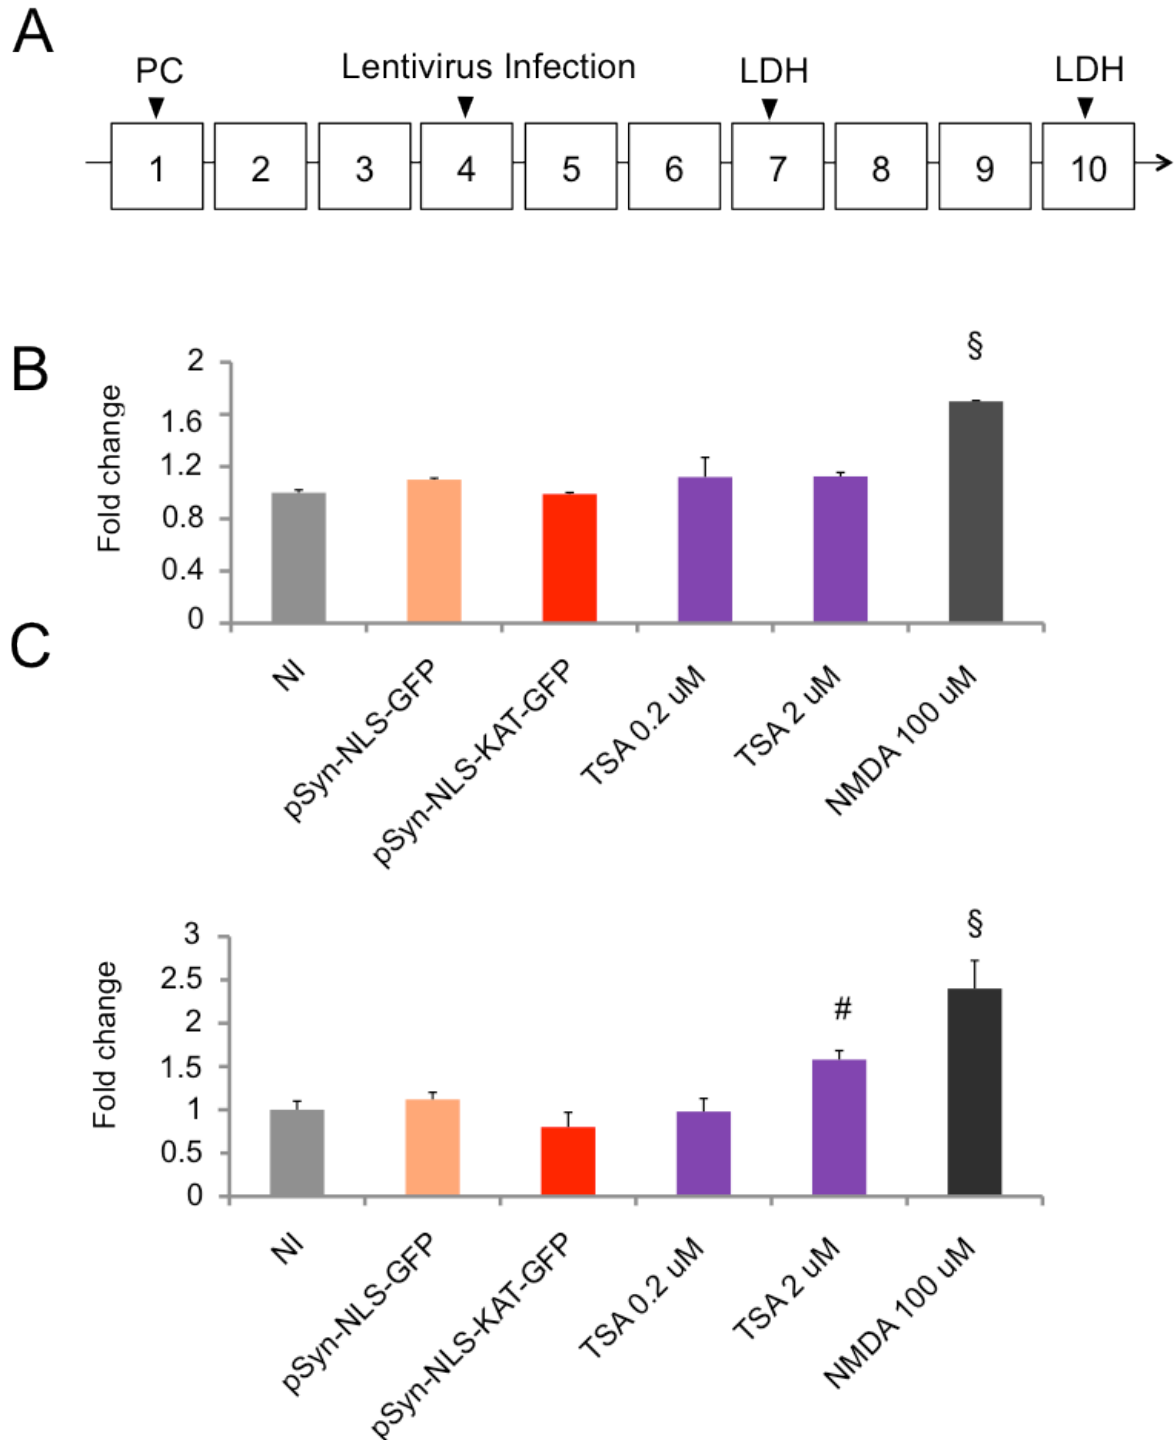 A
PC
Lentivirus Infection
LDH
LDH
1 2 3 4 5 6 7 8 9 10
B
Fold change
2
1.6
1.2
0.8
0.4
0
§
NI
pSyn-NLS-GFP
pSyn-NLS-KAT-GFP
TSA 0.2 uM
TSA 2 uM
NMDA 100 uM
C
Fold change
3
2.5
2
1.5
1
0.5
0
#
§
NI
pSyn-NLS-GFP
pSyn-NLS-KAT-GFP
TSA 0.2 uM
TSA 2 uM
NMDA 100 uM